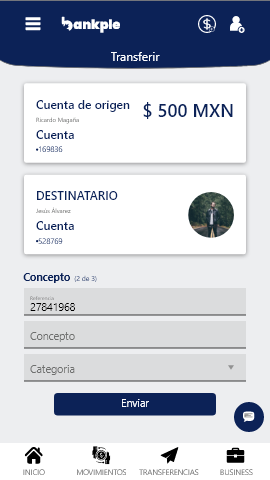 bankple
Transferir
Cuenta de origen
$ 500 MXN
Ricardo Magaña
Cuenta
•169836
DESTINATARIO
Jesús Álvarez
Cuenta
•528769
Concepto (2 de 3)
Referencia
27841968
Concepto
Categoria
Enviar
INICIO
MOVIMIENTOS
TRANSFERENCIAS
BUSINESS